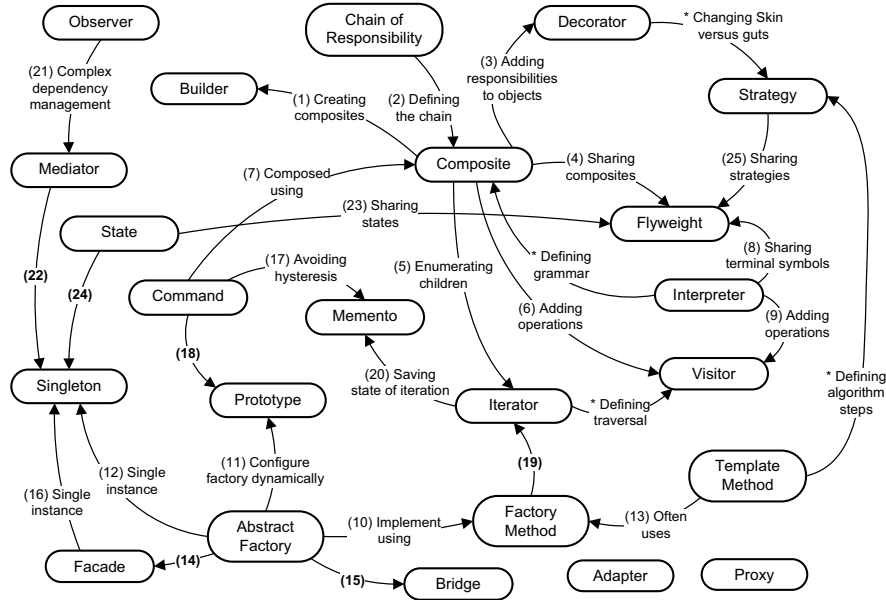 Observer
Chain of
Responsibility
Decorator
* Changing Skin
versus guts
(21) Complex
dependency
management
Builder
(1) Creating
composites
(2) Defining
the chain
(3) Adding
responsibilities
to objects
Strategy
Mediator
(7) Composed
using
Composite
(4) Sharing
composites
(25) Sharing
strategies
State
(23) Sharing
states
Flyweight
(22)
(24)
Command
(17) Avoiding
hysteresis
(5) Enumerating
children
* Defining
grammar
(8) Sharing
terminal symbols
Interpreter
Memento
(6) Adding
operations
(9) Adding
operations
(18)
Singleton
Prototype
(20) Saving
state of iteration
Iterator
* Defining
traversal
Visitor
* Defining
algorithm
steps
(12) Single
instance
(11) Configure
factory dynamically
(19)
Template
Method
(16) Single
instance
Abstract
Factory
(10) Implement
using
Factory
Method
(13) Often
uses
Facade
(14)
(15)
Bridge
Adapter
Proxy